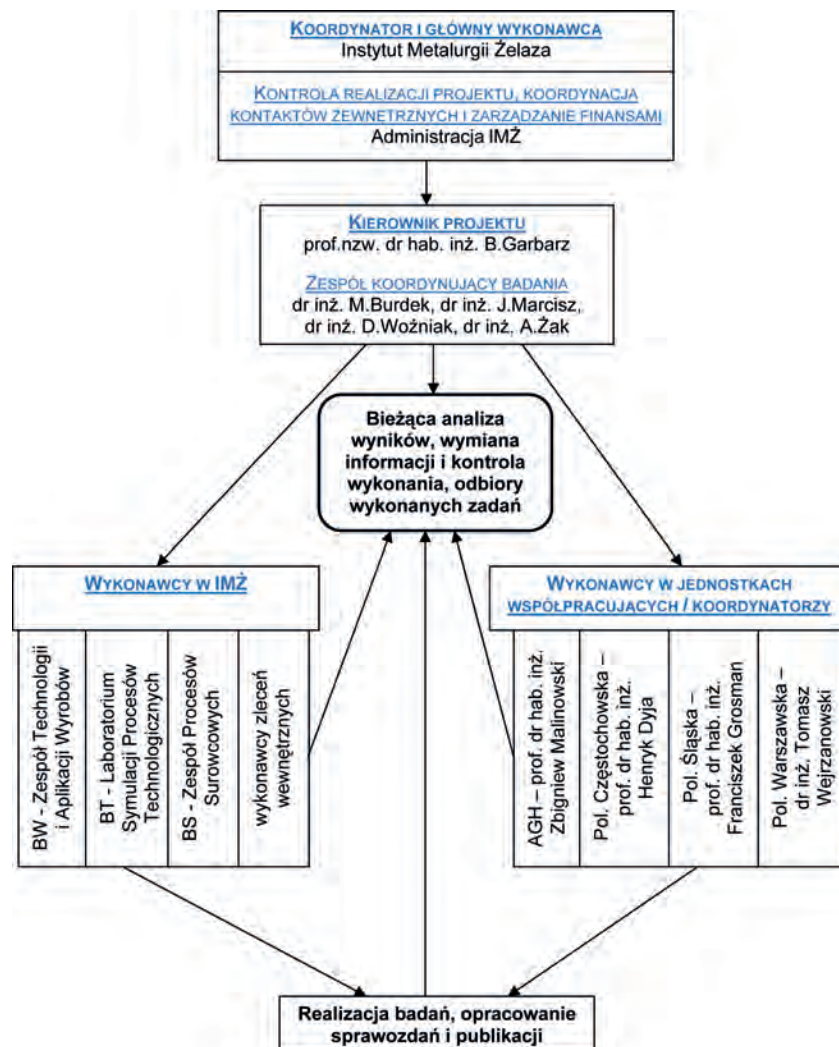 KOORDYNATOR I GŁÓWNY WYKONAWCA
Instytut Metalurgii Żelaza
KONTROLA REALIZACJI PROJEKTU, KOORDYNACJA
KONTAKTÓW ZEWNĘTRZNYCH I ZARZĄDZANIE FINANSAMI
Administracja IMŻ
KIEROWNIK PROJEKTU
prof.nzw. dr hab. inż. B.Garbarz
ZESPÓŁ KOORDYNUJĄCY BADANIA
dr inż. M.Burdek, dr inż. J.Marcisz,
dr inż. D.Woźniak, dr inż. A.Żak
Bieżąca analiza
wyników, wymiana
informacji i kontrola
wykonania, odbiory
wykonanych zadań
WYKONAWCY W IMŻ
BW - Zespół Technologii
i Aplikacji Wyrobów
BT - Laboratorium
Symulacji Procesów
Technologicznych
BS - Zespół Procesów
Surowcowych
wykonawcy zleceń
wewnętrznych
WYKONAWCY W JEDNOSTKACH
WSPÓŁPRACUJĄCYCH / KOORDYNATORZY
AGH – prof. dr hab. inż.
Zbigniew Malinowski
Pol. Częstochowska –
prof. dr hab. inż.
Henryk Dyja
Pol. Śląska –
prof. dr hab. inż.
Franciszek Grosman
Pol. Warszawska –
dr inż. Tomasz
Wejrzanowski
Realizacja badań, opracowanie
sprawozdań i publikacji